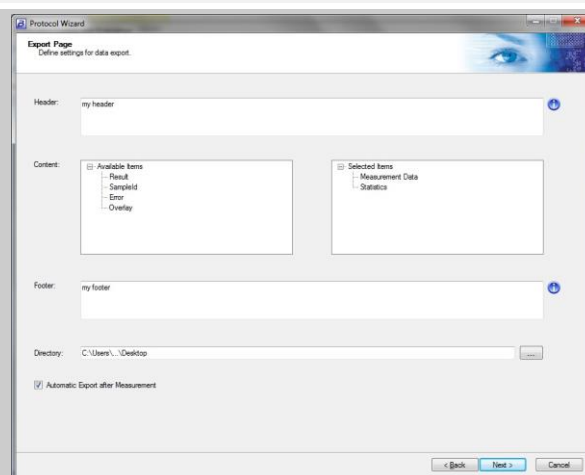 Protocol Wizard
Export Page
Define settings for data export.
Header:
my header
Content:
Available Items
Result
SampleId
Error
Overlay
Selected Items
Measurement Data
Statistics
Footer:
my footer
Directory:
C:\Users\...\Desktop
...
Automatic Export after Measurement
< Back
Next >
Cancel